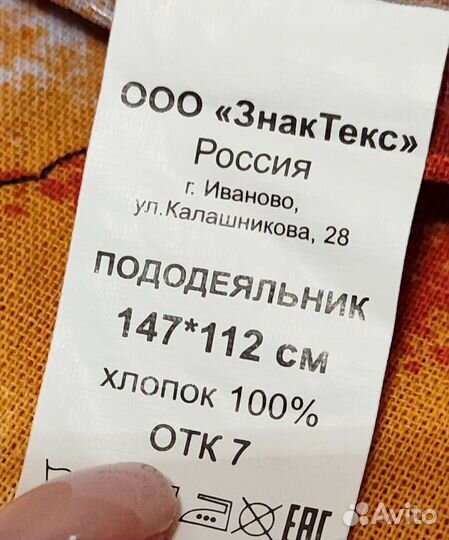 ООО «ЗнакТекс»
Россия
г. Иваново,
ул.Калашникова, 28
ПОДОДЕЯЛЬНИК
147*112 см
хлопок 100%
ОТК 7
EAC
Avito